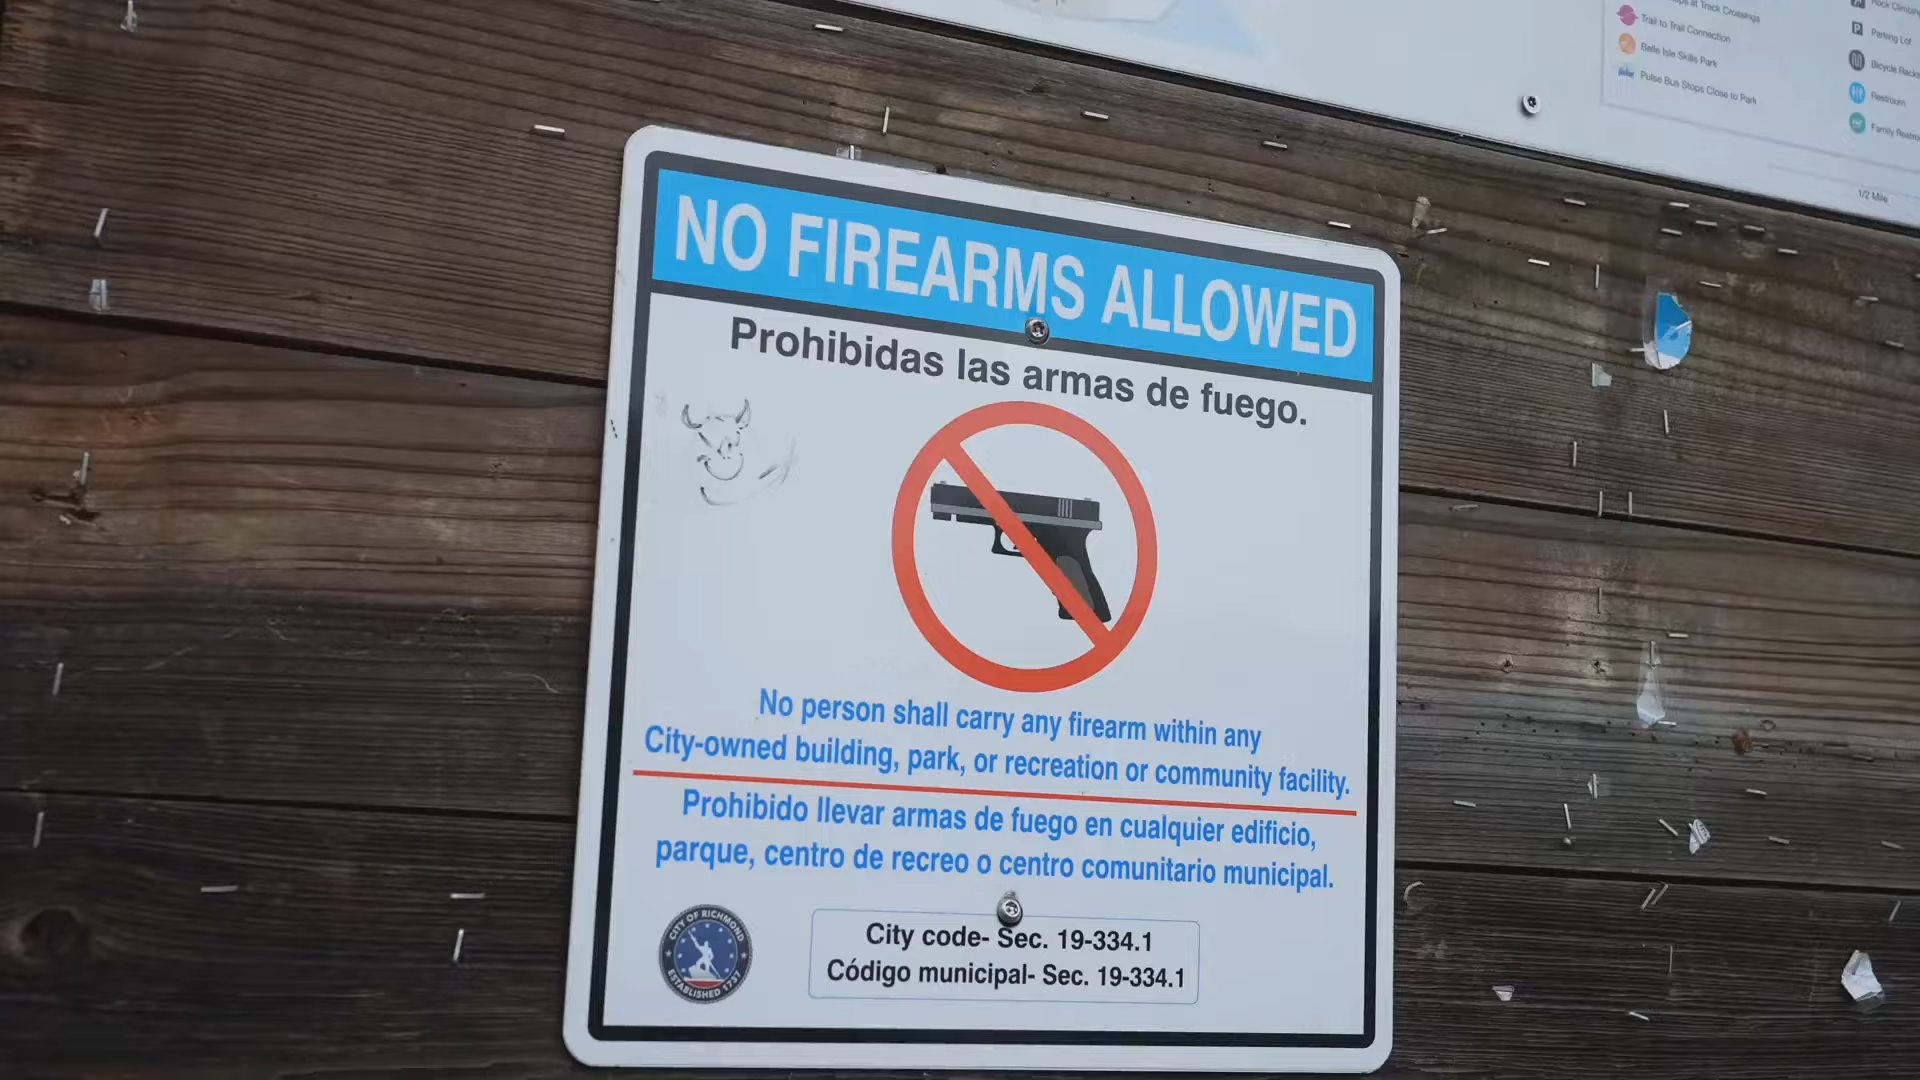 Trail to Trail Connection
Belle Isle Skills Park
Pulse Bus Stops Close to Park
Parking Lot
Bicycle Racks
Restroom
Family
1/2 Mile
NO FIREARMS ALLOWED
Prohibidas las armas de fuego.
No person shall carry any firearm within any
City-owned building, park, or recreation or community facility.
Prohibido llevar armas de fuego en cualquier edificio,
parque, centro de recreo o centro comunitario municipal.
CITY OF RICHMOND
ESTABLISHED 1737
City code- Sec. 19-334.1
Código municipal- Sec. 19-334.1